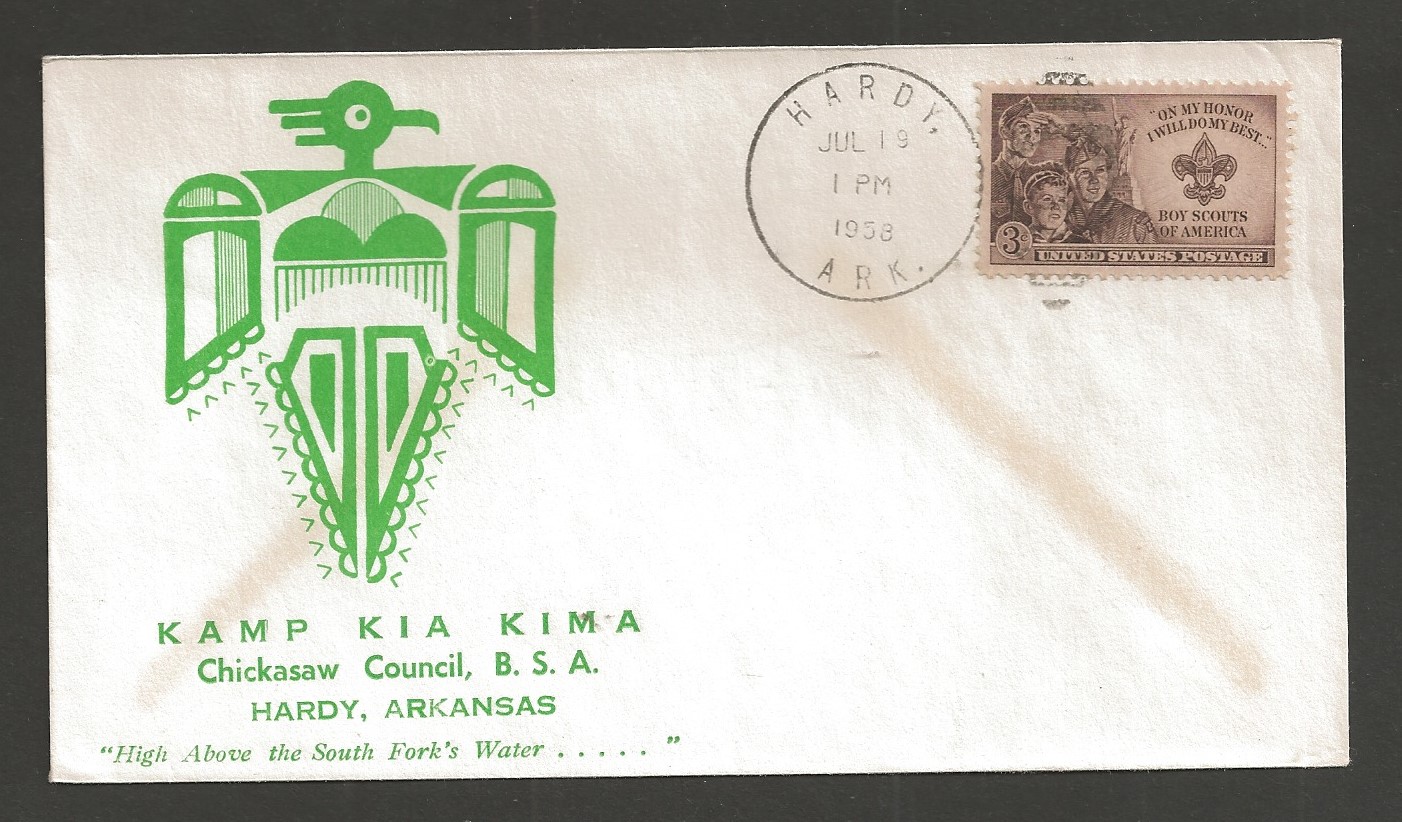 HARDY,
JUL 19
1 PM
1958
ARK.
"ON MY HONOR
I WILL DO MY BEST..."
BOY SCOUTS
OF AMERICA
3¢
UNITED STATES POSTAGE
KAMP KIA KIMA
Chickasaw Council, B. S. A.
HARDY, ARKANSAS
"High Above the South Fork's Water . . . . . "